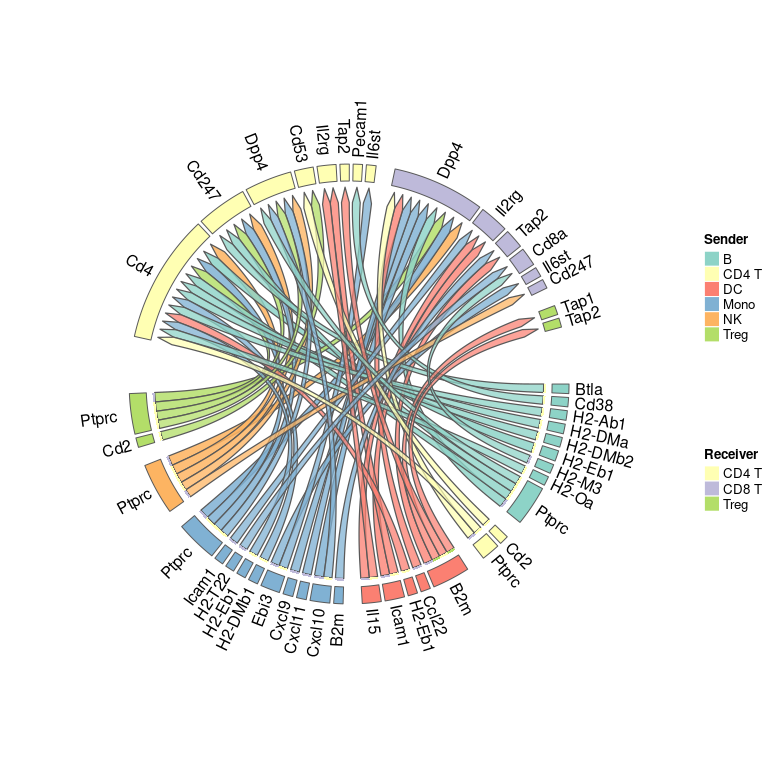 Cd4
Cd247
Dpp4
Cd53
Il2rg
Tap2
Pecam1
Il6st
Dpp4
Il2rg
Tap2
Cd8a
Il6st
Cd247
Tap1
Tap2
Btla
Cd38
H2-Ab1
H2-DMa
H2-DMb2
H2-Eb1
H2-M3
H2-Oa
Ptprc
Cd2
Ptprc
B2m
Ccl22
H2-Eb1
Icam1
Il15
B2m
Cxcl10
Cxcl11
Cxcl9
Ebi3
H2-DMb1
H2-Eb1
H2-T22
Icam1
Ptprc
Ptprc
Cd2
Ptprc
Sender
B
CD4 T
DC
Mono
NK
Treg
Receiver
CD4 T
CD8 T
Treg